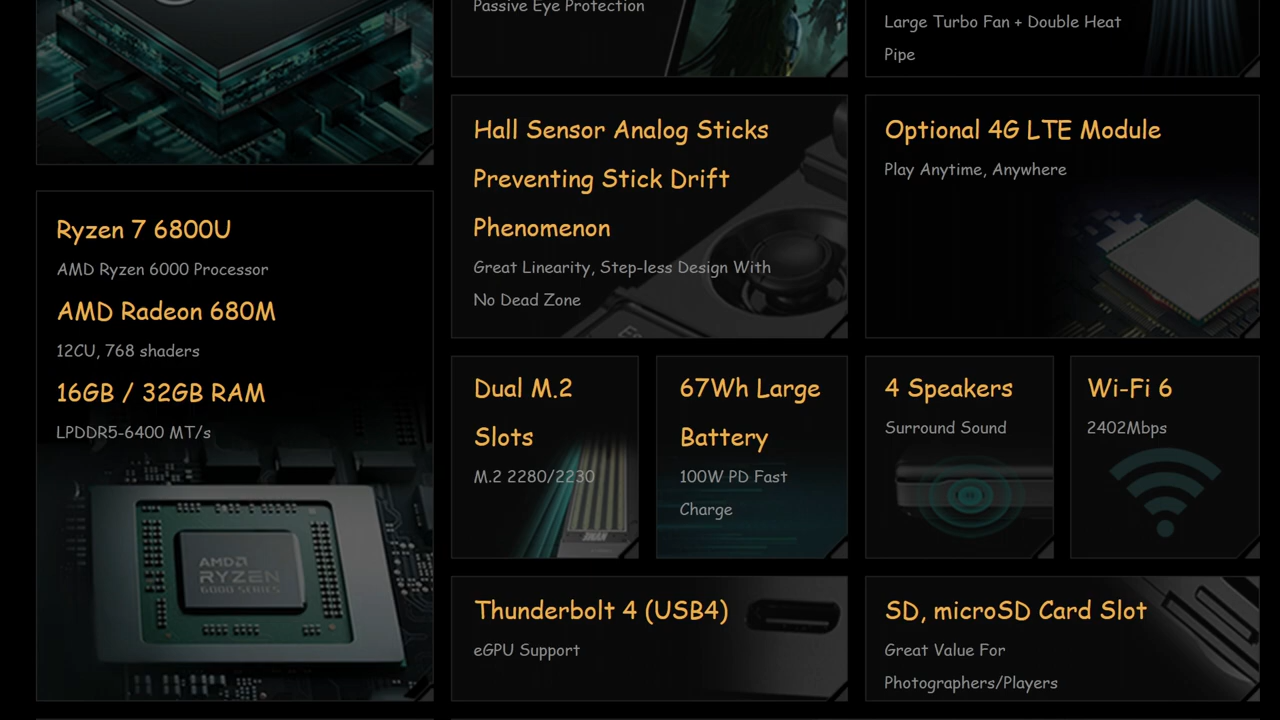 Passive Eye Protection
Large Turbo Fan + Double Heat
Pipe
Hall Sensor Analog Sticks
Preventing Stick Drift
Phenomenon
Great Linearity, Step-less Design With
No Dead Zone
Optional 4G LTE Module
Play Anytime, Anywhere
Ryzen 7 6800U
AMD Ryzen 6000 Processor
AMD Radeon 680M
12CU, 768 shaders
16GB / 32GB RAM
LPDDR5-6400 MT/s
AMD
RYZEN
6000 SERIES
Dual M.2
Slots
M.2 2280/2230
67Wh Large
Battery
100W PD Fast
Charge
4 Speakers
Surround Sound
Wi-Fi 6
2402Mbps
Thunderbolt 4 (USB4)
eGPU Support
SD, microSD Card Slot
Great Value For
Photographers/Players